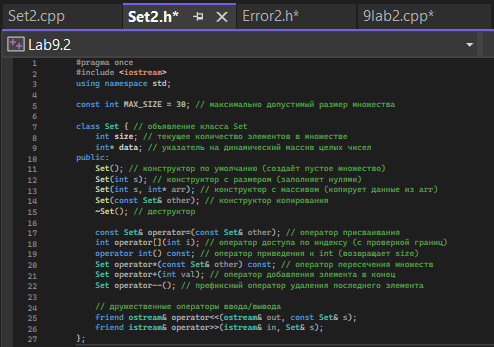 Set2.cpp Set2.h* Error2.h* 9lab2.cpp*
Lab9.2
1 #pragma once
2 #include <iostream>
3 using namespace std;
4
5 const int MAX_SIZE = 30; // максимально допустимый размер множества
6
7 class Set { // объявление класса Set
8 int size; // текущее количество элементов в множестве
9 int* data; // указатель на динамический массив целых чисел
10 public:
11 Set(); // конструктор по умолчанию (создаёт пустое множество)
12 Set(int s); // конструктор с размером (заполняет нулями)
13 Set(int s, int* arr); // конструктор с массивом (копирует данные из arr)
14 Set(const Set& other); // конструктор копирования
15 ~Set(); // деструктор
16
17 const Set& operator=(const Set& other); // оператор присваивания
18 int operator[](int i); // оператор доступа по индексу (с проверкой границ)
19 operator int() const; // оператор приведения к int (возвращает size)
20 Set operator*(const Set& other) const; // оператор пересечения множеств
21 Set operator+(int val); // оператор добавления элемента в конец
22 Set operator--(); // префиксный оператор удаления последнего элемента
23
24 // дружественные операторы ввода/вывода
25 friend ostream& operator<<(ostream& out, const Set& s);
26 friend istream& operator>>(istream& in, Set& s);
27 };